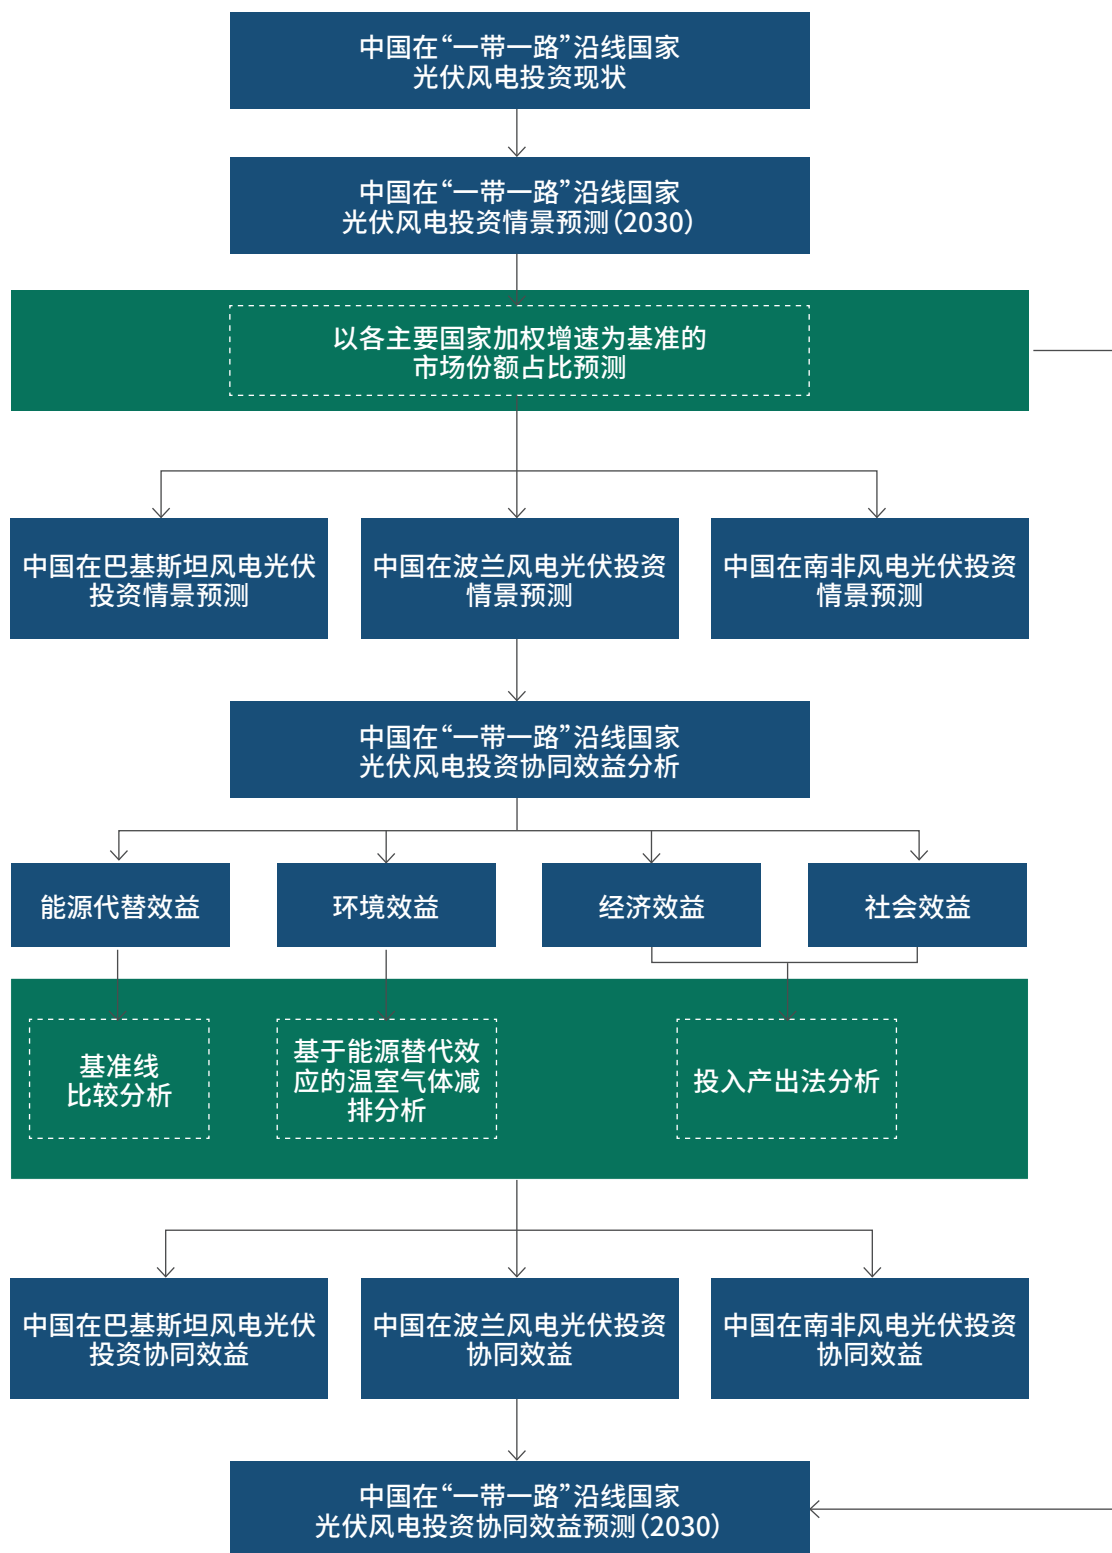 中国在“一带一路”沿线国家
光伏风电投资现状
中国在“一带一路”沿线国家
光伏风电投资情景预测(2030)
以各主要国家加权增速为基准的
市场份额占比预测
中国在巴基斯坦风电光伏
投资情景预测
中国在波兰风电光伏投资
情景预测
中国在南非风电光伏投资
情景预测
中国在“一带一路”沿线国家
光伏风电投资协同效益分析
能源代替效益
环境效益
经济效益
社会效益
基准线
比较分析
基于能源替代效
应的温室气体减
排分析
投入产出法分析
中国在巴基斯坦风电光伏
投资协同效益
中国在波兰风电光伏投资
协同效益
中国在南非风电光伏投资
协同效益
中国在“一带一路”沿线国家
光伏风电投资协同效益预测(2030)